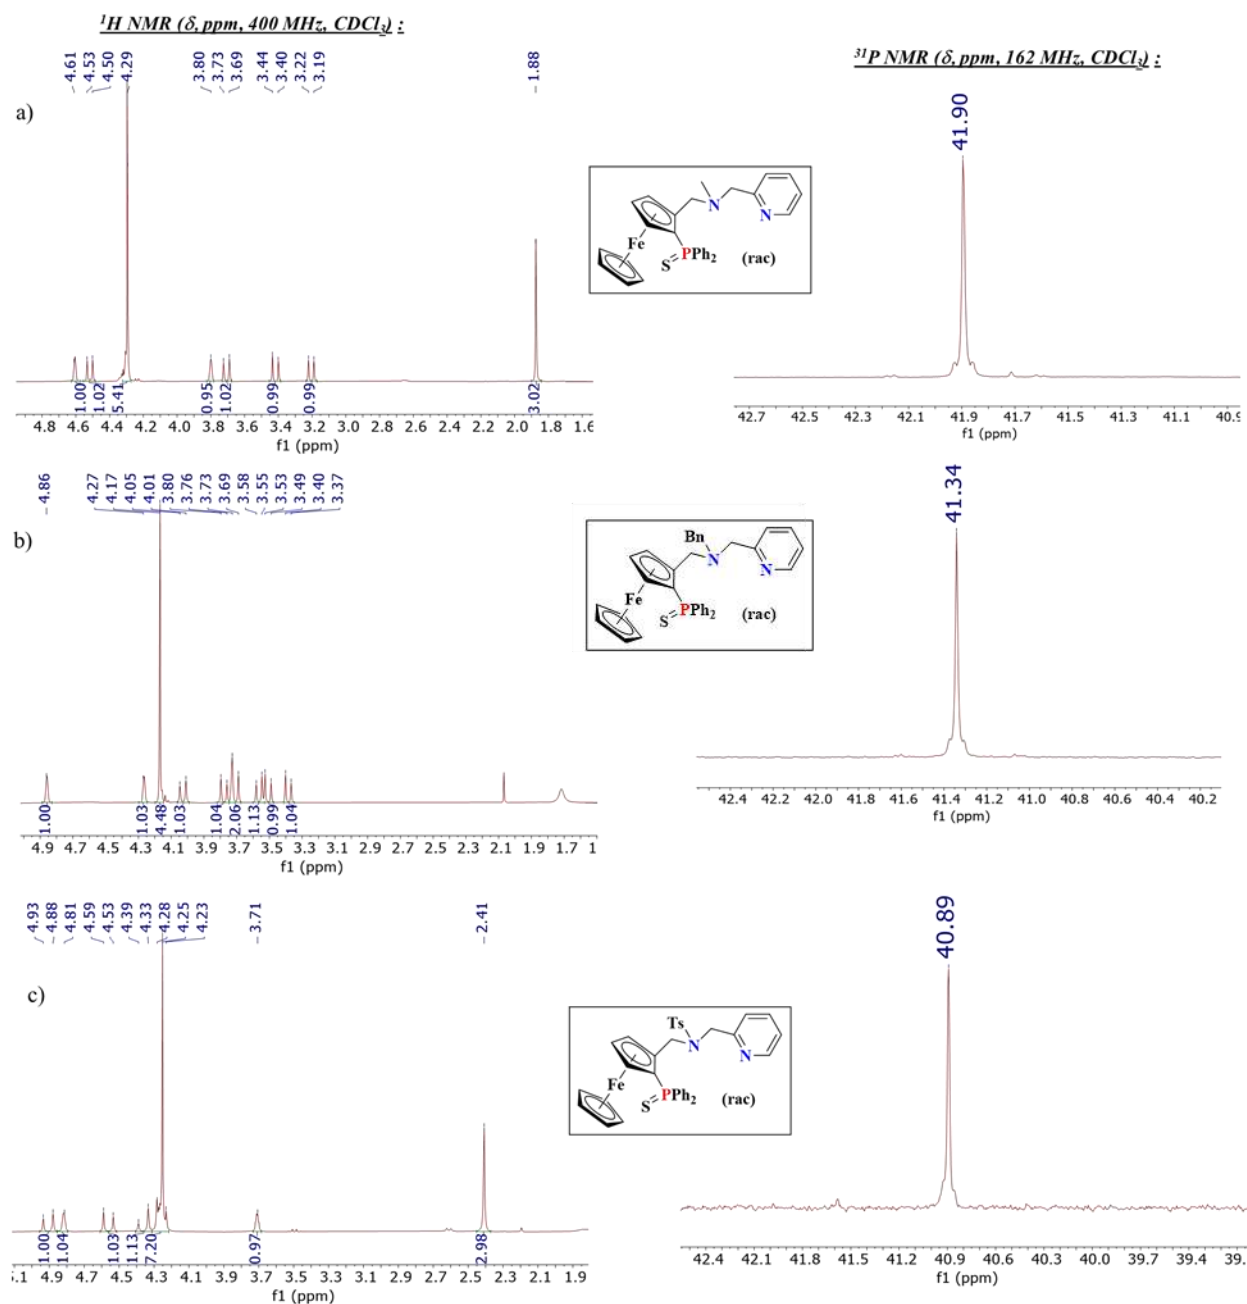 ¹H NMR (δ, ppm, 400 MHz, CDCl₃) :
³¹P NMR (δ, ppm, 162 MHz, CDCl₃) :
a)
4.61 4.53 4.50 4.29 3.80 3.73 3.69 3.44 3.40 3.22 3.19 1.88
1.00 1.02 5.41 0.95 1.02 0.99 0.99 3.02
4.8 4.6 4.4 4.2 4.0 3.8 3.6 3.4 3.2 3.0 2.8 2.6 2.4 2.2 2.0 1.8 1.6
f1 (ppm)
N
N
Fe
S PPh₂ (rac)
41.90
42.7 42.5 42.3 42.1 41.9 41.7 41.5 41.3 41.1 40.9
f1 (ppm)
b)
4.86 4.27 4.17 4.05 4.01 3.80 3.76 3.73 3.69 3.58 3.55 3.53 3.49 3.40 3.37
1.00 1.03 4.48 1.03 1.04 2.06 1.13 0.99 1.04
4.9 4.7 4.5 4.3 4.1 3.9 3.7 3.5 3.3 3.1 2.9 2.7 2.5 2.3 2.1 1.9 1.7 1
f1 (ppm)
Bn
N
N
Fe
S PPh₂ (rac)
41.34
42.4 42.2 42.0 41.8 41.6 41.4 41.2 41.0 40.8 40.6 40.4 40.2
f1 (ppm)
c)
4.93 4.88 4.81 4.59 4.53 4.39 4.33 4.28 4.25 4.23 3.71 2.41
1.00 1.04 1.03 1.13 7.20 0.97 2.98
5.1 4.9 4.7 4.5 4.3 4.1 3.9 3.7 3.5 3.3 3.1 2.9 2.7 2.5 2.3 2.1 1.9
f1 (ppm)
Ts
N
N
Fe
S PPh₂ (rac)
40.89
42.4 42.1 41.8 41.5 41.2 40.9 40.6 40.3 40.0 39.7 39.
f1 (ppm)